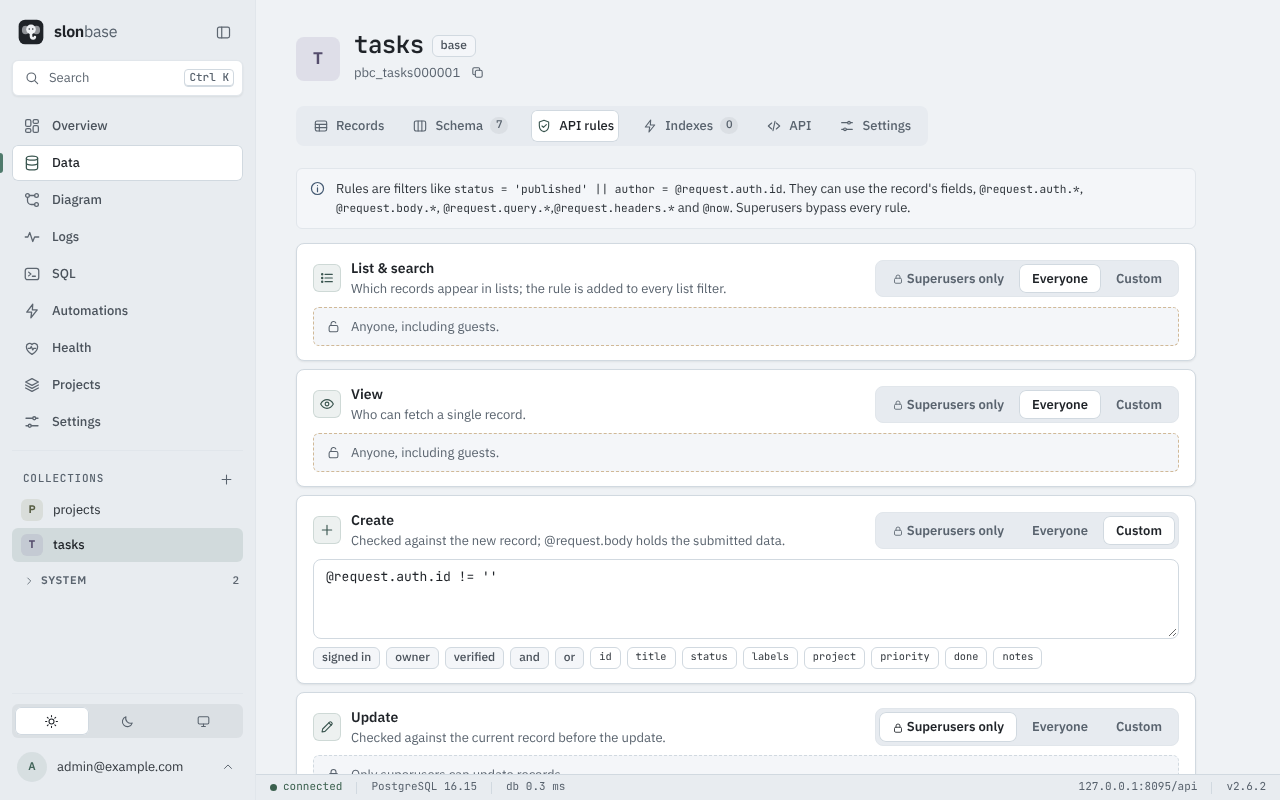 slonbase
Search
Ctrl K
Overview
Data
Diagram
Logs
SQL
Automations
Health
Projects
Settings
COLLECTIONS
P projects
T tasks
SYSTEM 2
A admin@example.com
T
tasks base
pbc_tasks000001
Records
Schema 7
API rules
Indexes 0
API
Settings
Rules are filters like status = 'published' || author = @request.auth.id. They can use the record's fields, @request.auth.*,
@request.body.*, @request.query.*,@request.headers.* and @now. Superusers bypass every rule.
List & search
Which records appear in lists; the rule is added to every list filter.
Superusers only Everyone Custom
Anyone, including guests.
View
Who can fetch a single record.
Superusers only Everyone Custom
Anyone, including guests.
Create
Checked against the new record; @request.body holds the submitted data.
Superusers only Everyone Custom
@request.auth.id != ''
signed in owner verified and or id title status labels project priority done notes
Update
Checked against the current record before the update.
Superusers only Everyone Custom
Only superusers can update records.
connected PostgreSQL 16.15 db 0.3 ms
127.0.0.1:8095/api v2.6.2